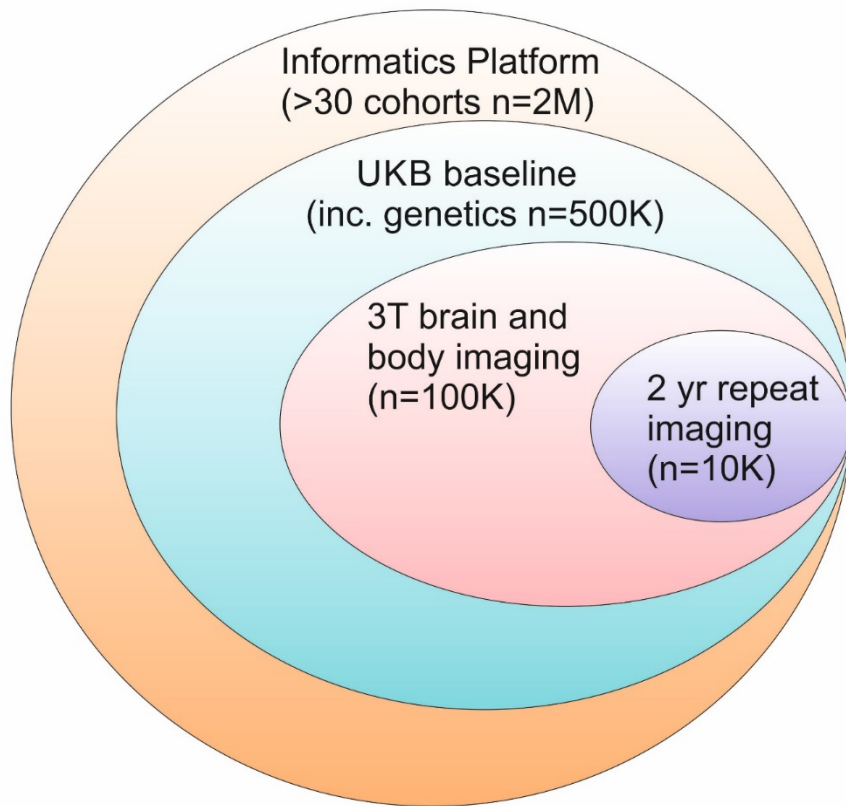 Informatics Platform
(>30 cohorts n=2M)
UKB baseline
(inc. genetics n=500K)
3T brain and
body imaging
(n=100K)
2 yr repeat
imaging
(n=10K)